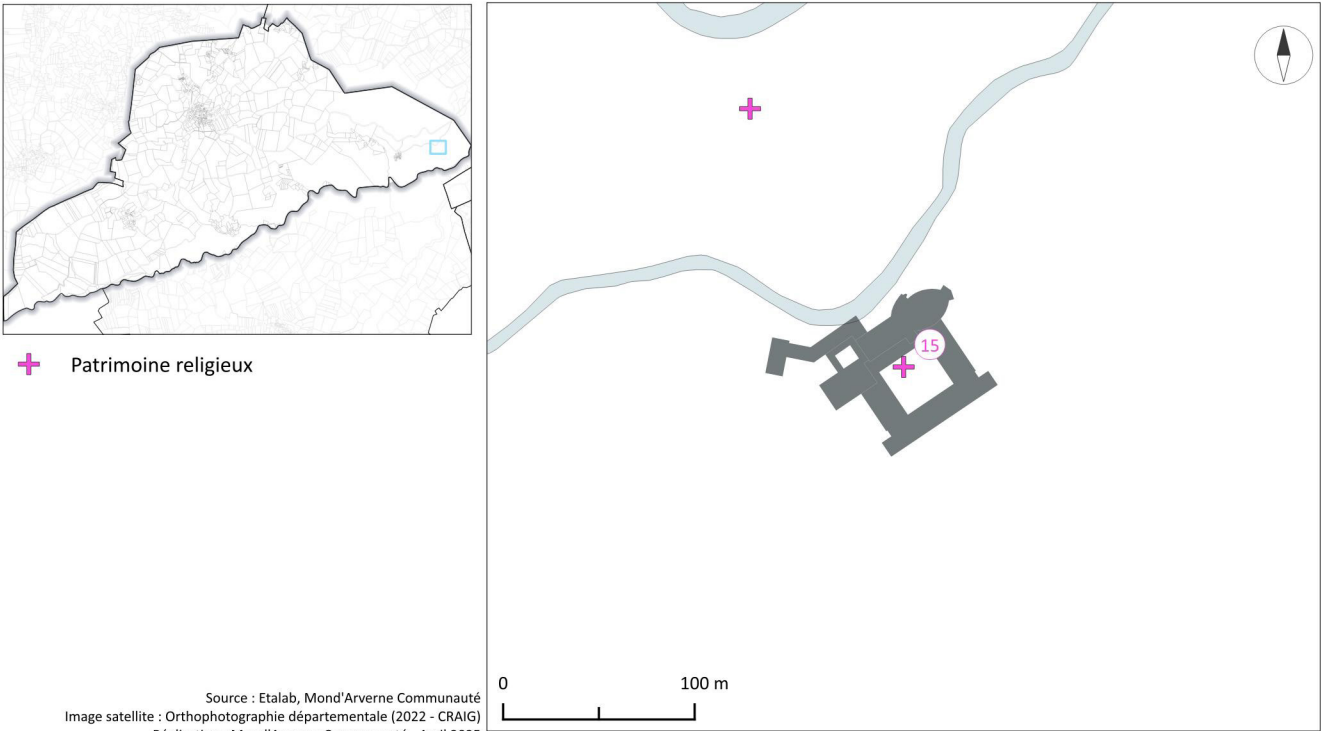 15
Patrimoine religieux
0 100 m
Source : Etalab, Mond'Arverne Communauté
Image satellite : Orthophotographie départementale (2022 - CRAIG)